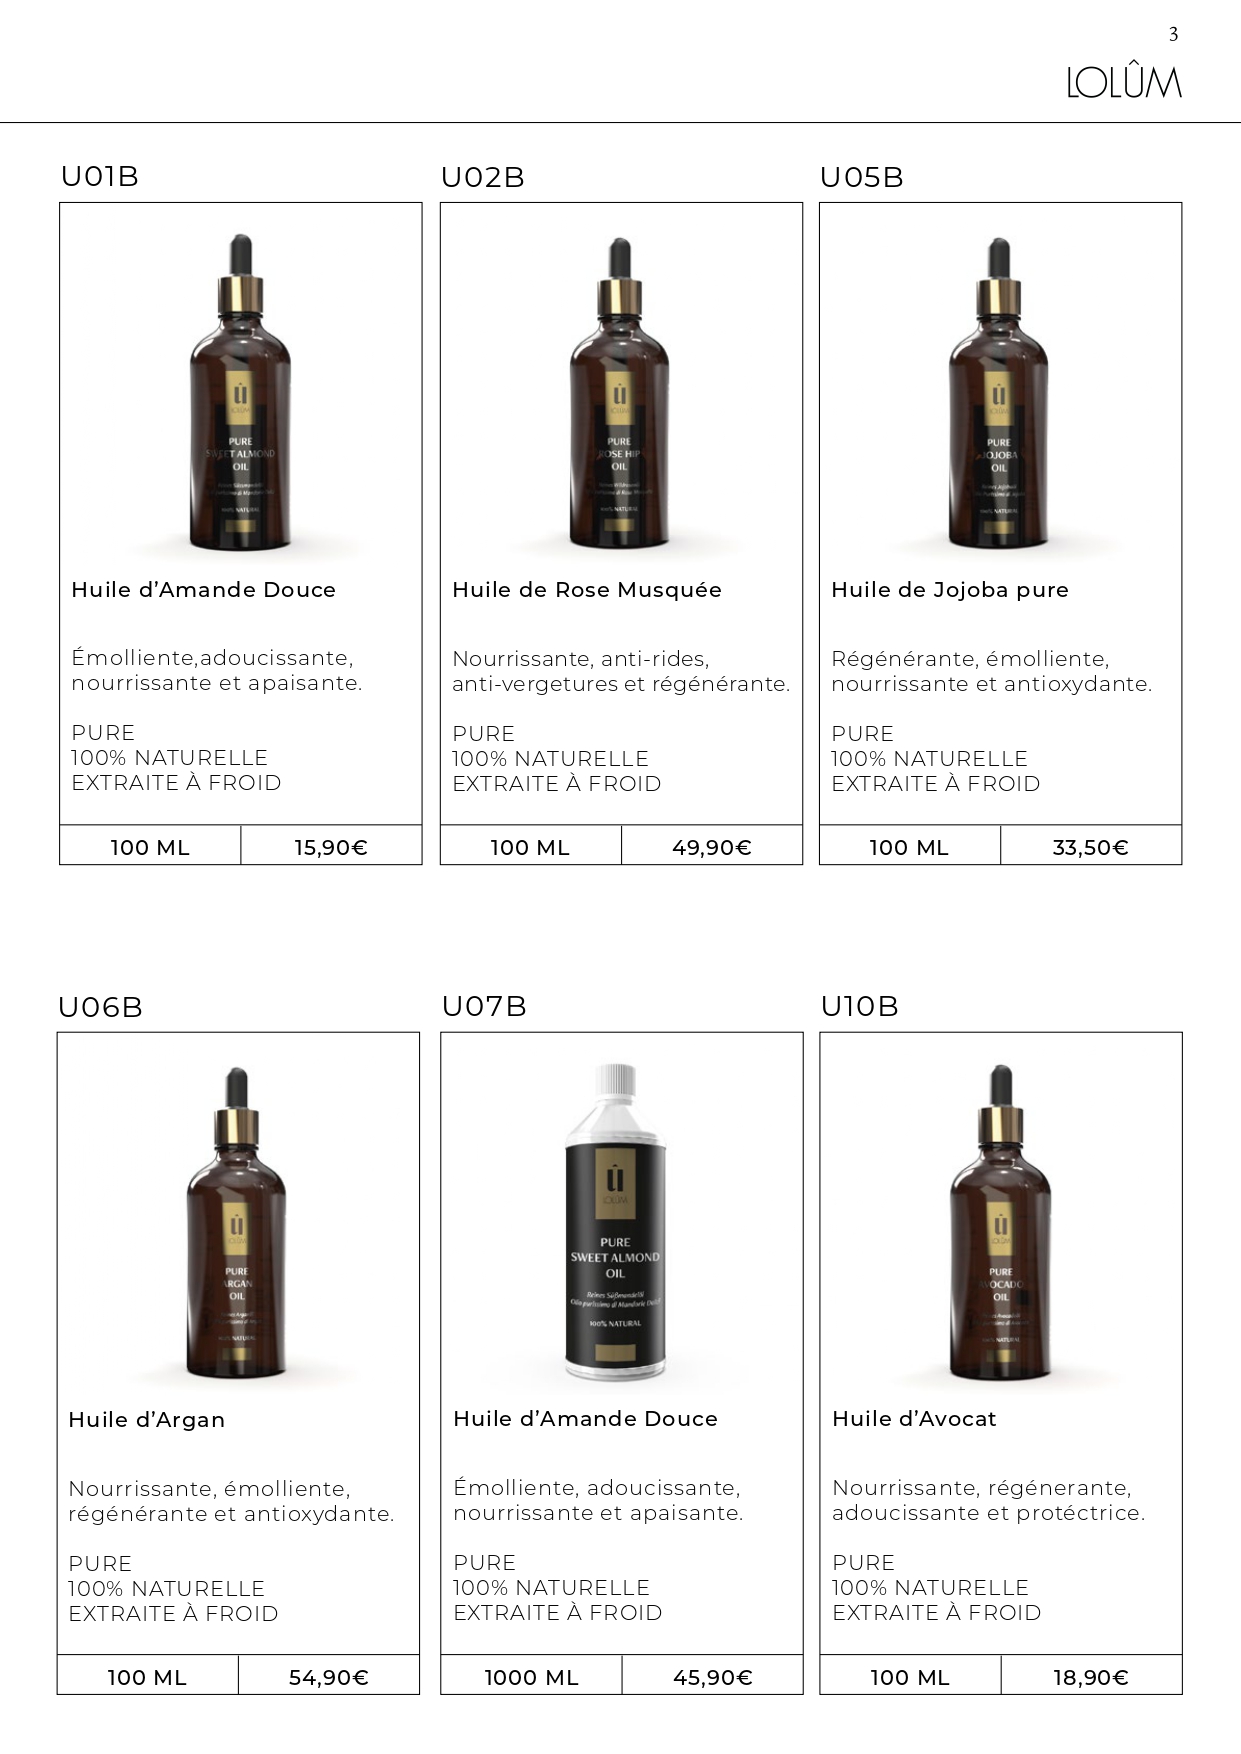 3
LOLÛM
U01B
U02B
U05B
û
LOLÛM
PURE
SWEET ALMOND
OIL
100% NATURAL
û
LOLÛM
PURE
ROSE HIP
OIL
100% NATURAL
û
LOLÛM
PURE
JOJOBA
OIL
100% NATURAL
Huile d’Amande Douce
Émolliente,adoucissante,
nourrissante et apaisante.
PURE
100% NATURELLE
EXTRAITE À FROID
100 ML
15,90€
Huile de Rose Musquée
Nourrissante, anti-rides,
anti-vergetures et régénérante.
PURE
100% NATURELLE
EXTRAITE À FROID
100 ML
49,90€
Huile de Jojoba pure
Régénérante, émolliente,
nourrissante et antioxydante.
PURE
100% NATURELLE
EXTRAITE À FROID
100 ML
33,50€
U06B
U07B
U10B
û
LOLÛM
PURE
ARGAN
OIL
û
LOLÛM
PURE
SWEET ALMOND
OIL
Reines Süßmandelöl
Olio purissimo di Mandorle Dolci
100% NATURAL
û
LOLÛM
PURE
AVOCADO
OIL
100% NATURAL
Huile d’Argan
Nourrissante, émolliente,
régénérante et antioxydante.
PURE
100% NATURELLE
EXTRAITE À FROID
100 ML
54,90€
Huile d’Amande Douce
Émolliente, adoucissante,
nourrissante et apaisante.
PURE
100% NATURELLE
EXTRAITE À FROID
1000 ML
45,90€
Huile d’Avocat
Nourrissante, régénerante,
adoucissante et protéctrice.
PURE
100% NATURELLE
EXTRAITE À FROID
100 ML
18,90€